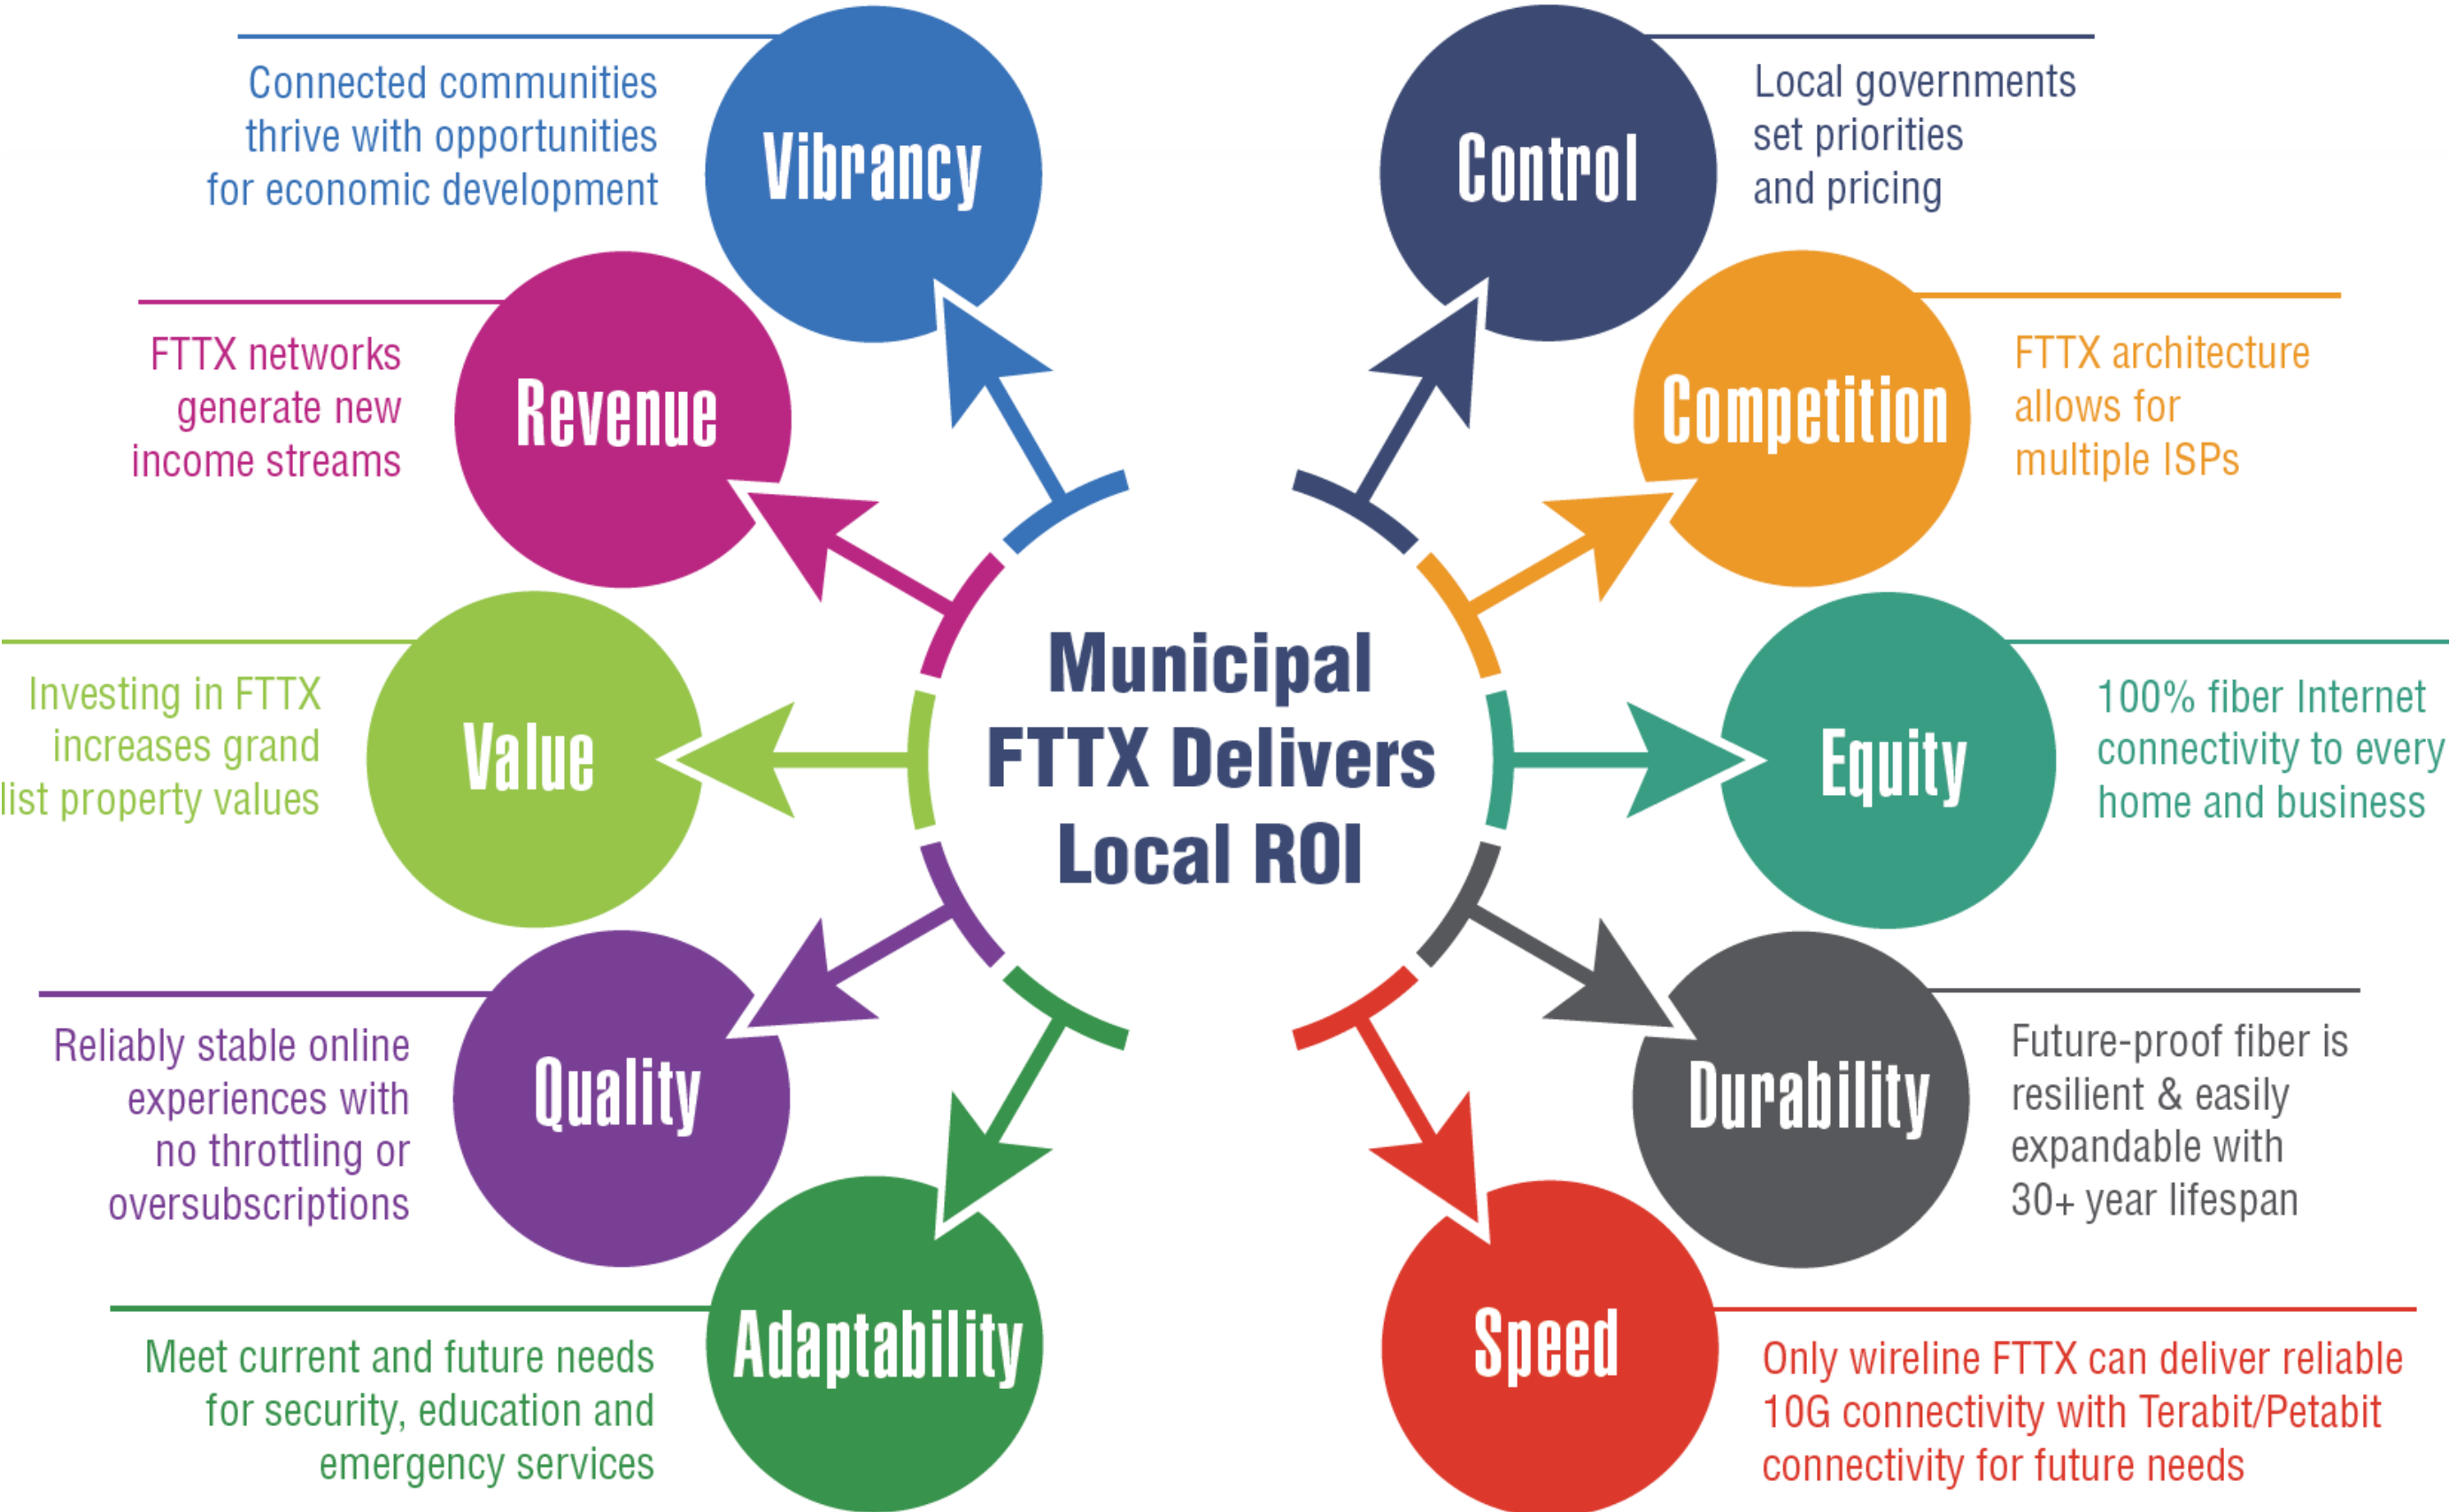 Connected communities
thrive with opportunities
for economic development
Vibrancy
Control
Local governments
set priorities
and pricing
FTTX networks
generate new
income streams
Revenue
Competition
FTTX architecture
allows for
multiple ISPs
Municipal
FTTX Delivers
Local ROI
Investing in FTTX
increases grand
list property values
Value
Equity
100% fiber Internet
connectivity to every
home and business
Reliably stable online
experiences with
no throttling or
oversubscriptions
Quality
Durability
Future-proof fiber is
resilient & easily
expandable with
30+ year lifespan
Meet current and future needs
for security, education and
emergency services
Adaptability
Speed
Only wireline FTTX can deliver reliable
10G connectivity with Terabit/Petabit
connectivity for future needs